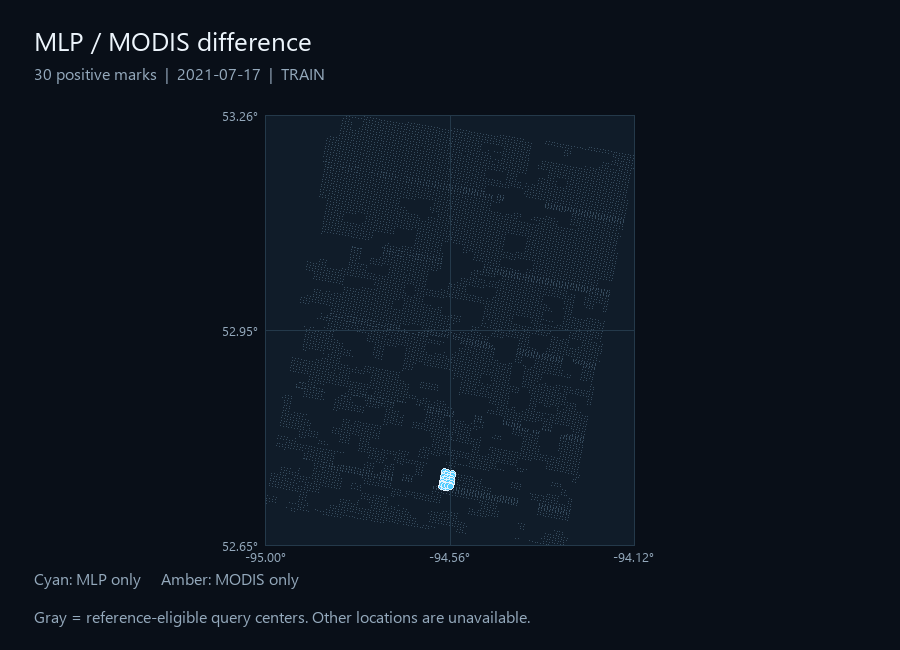 MLP / MODIS difference
30 positive marks | 2021-07-17 | TRAIN
53.26°
52.95°
52.65°
-95.00° -94.56° -94.12°
Cyan: MLP only Amber: MODIS only
Gray = reference-eligible query centers. Other locations are unavailable.